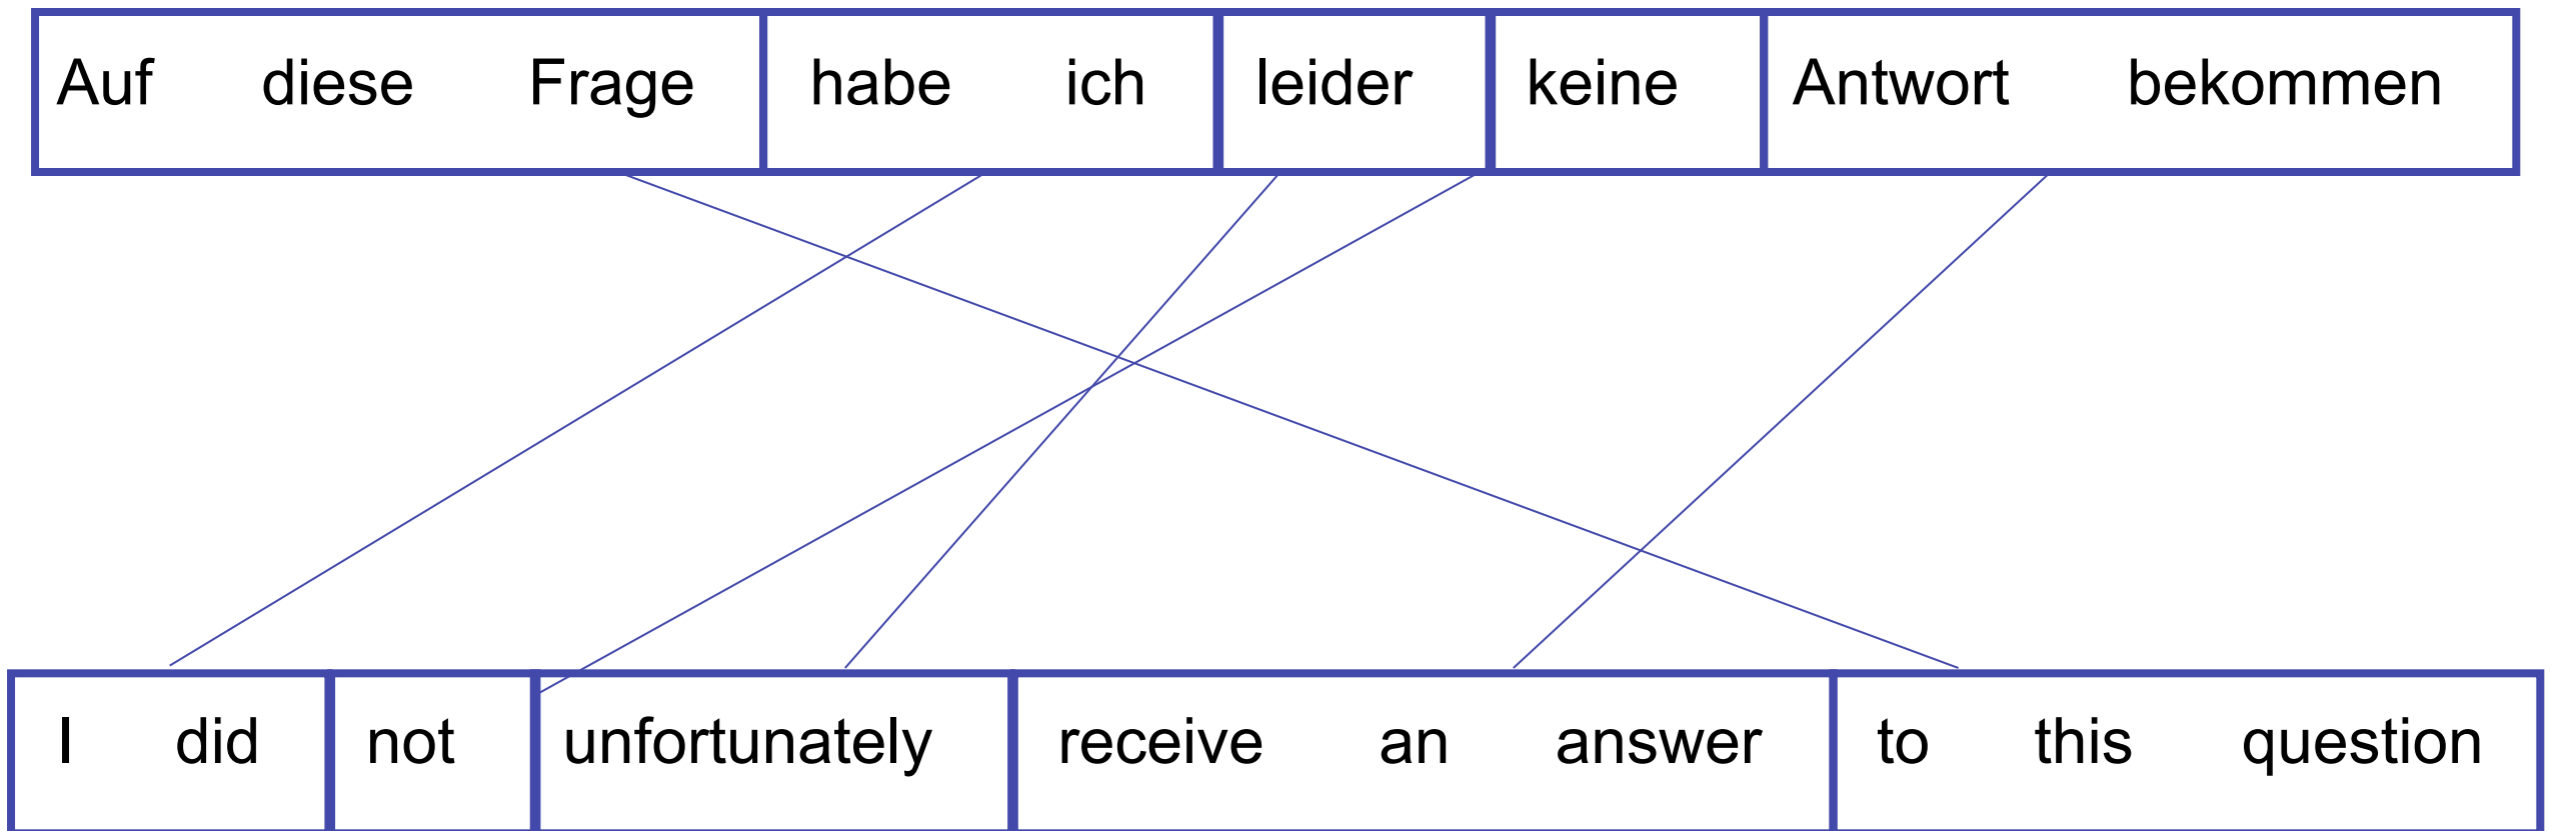 Auf diese Frage habe ich leider keine Antwort bekommen
I did not unfortunately receive an answer to this question